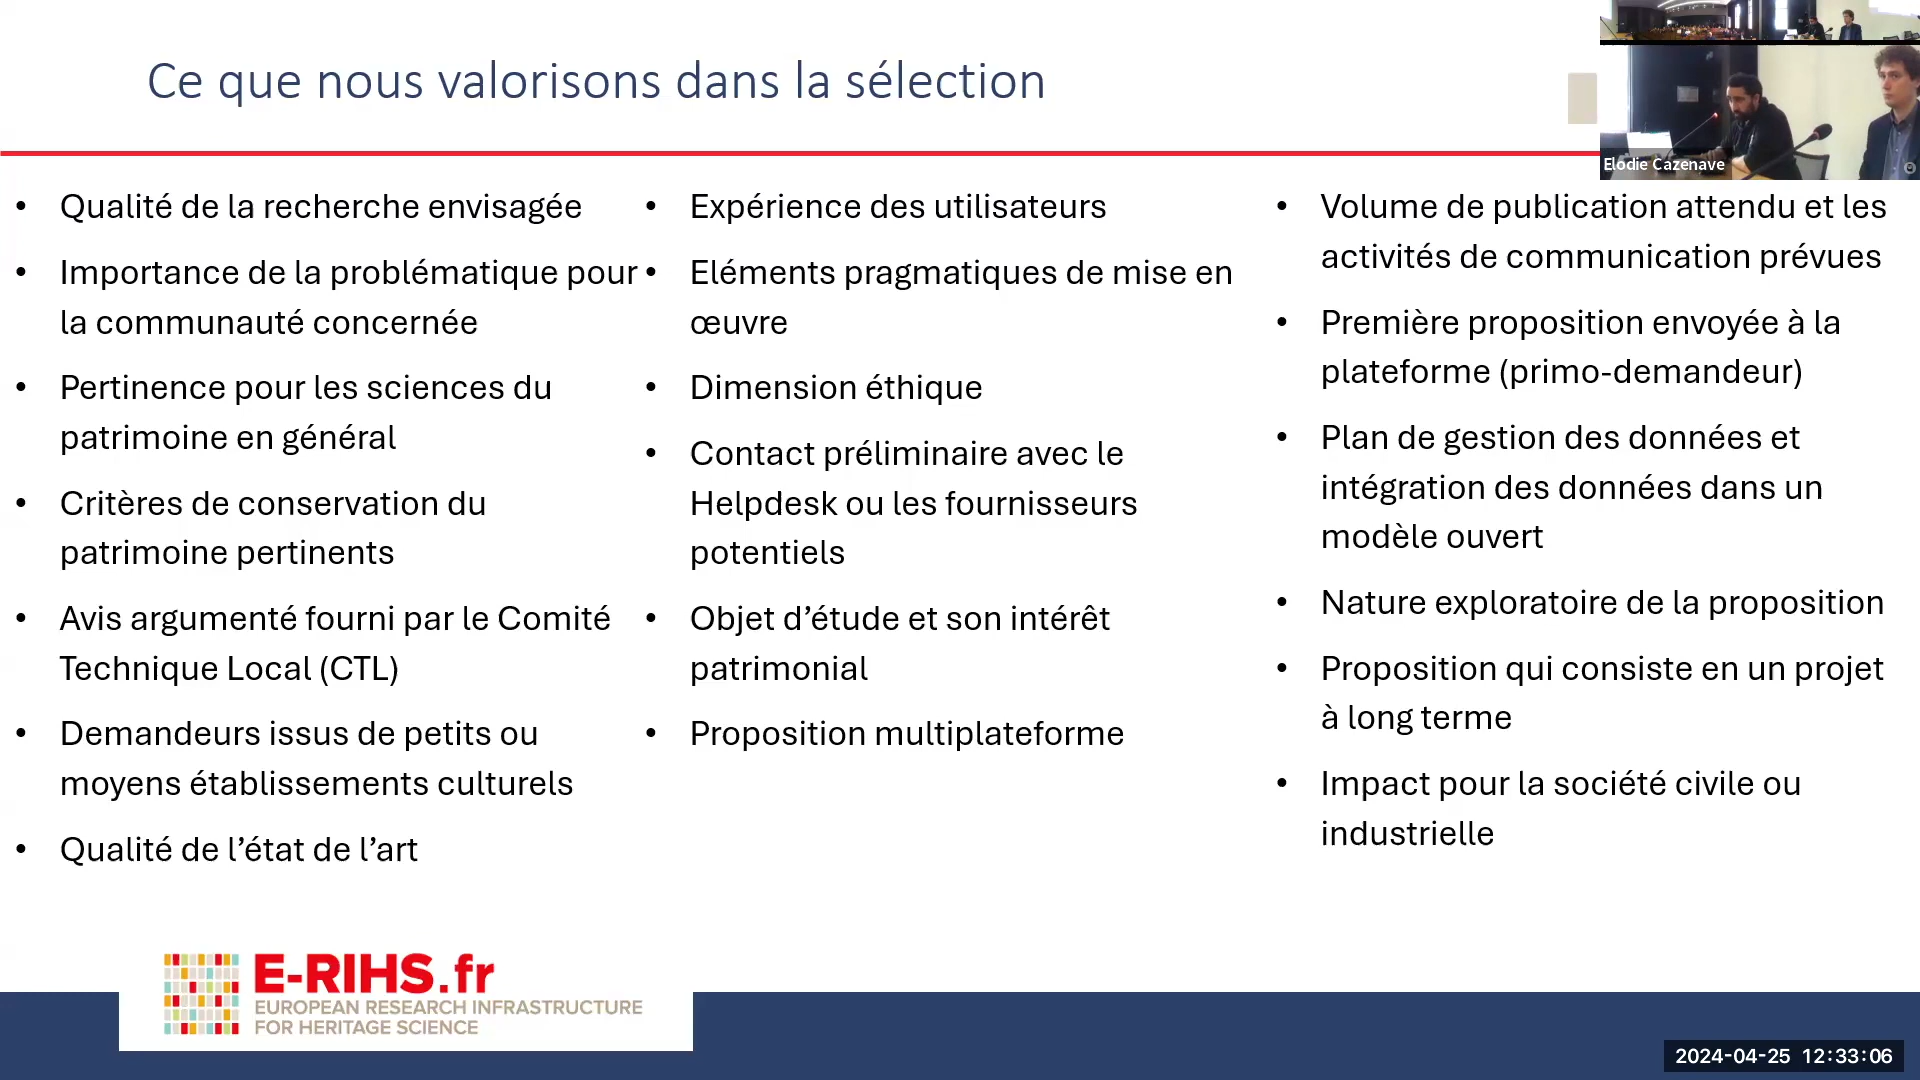 Ce que nous valorisons dans la sélection
Elodie Cazenave
Qualité de la recherche envisagée
Importance de la problématique pour
la communauté concernée
Pertinence pour les sciences du
patrimoine en général
Critères de conservation du
patrimoine pertinents
Avis argumenté fourni par le Comité
Technique Local (CTL)
Demandeurs issus de petits ou
moyens établissements culturels
Qualité de l’état de l’art
Expérience des utilisateurs
Eléments pragmatiques de mise en
œuvre
Dimension éthique
Contact préliminaire avec le
Helpdesk ou les fournisseurs
potentiels
Objet d’étude et son intérêt
patrimonial
Proposition multiplateforme
Volume de publication attendu et les
activités de communication prévues
Première proposition envoyée à la
plateforme (primo-demandeur)
Plan de gestion des données et
intégration des données dans un
modèle ouvert
Nature exploratoire de la proposition
Proposition qui consiste en un projet
à long terme
Impact pour la société civile ou
industrielle
E-RIHS.fr
EUROPEAN RESEARCH INFRASTRUCTURE
FOR HERITAGE SCIENCE
2024-04-25 12:33:06